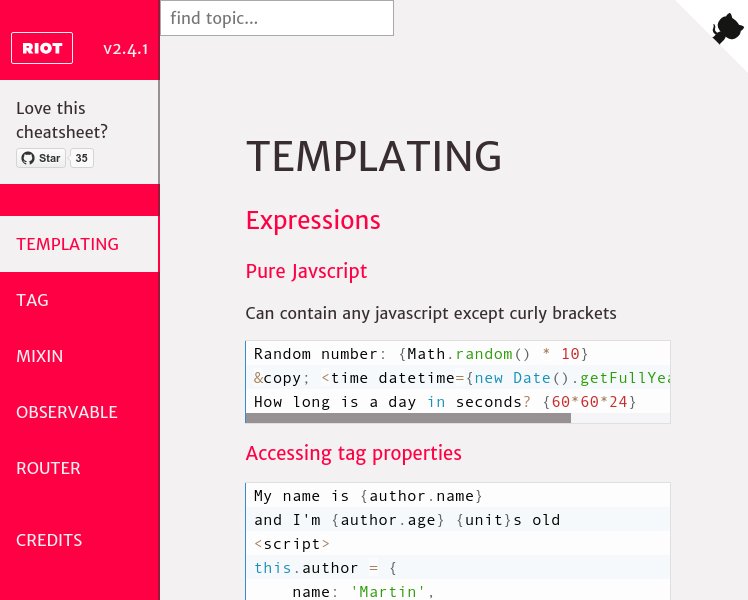 RIOT
v2.4.1
find topic...
Love this
cheatsheet?
Star
35
TEMPLATING
TAG
MIXIN
OBSERVABLE
ROUTER
CREDITS
TEMPLATING
Expressions
Pure Javscript
Can contain any javascript except curly brackets
Random number: {Math.random() * 10}
&copy; <time datetime={new Date().getFullYea
How long is a day in seconds? {60*60*24}
Accessing tag properties
My name is {author.name}
and I'm {author.age} {unit}s old
<script>
this.author = {
name: 'Martin',